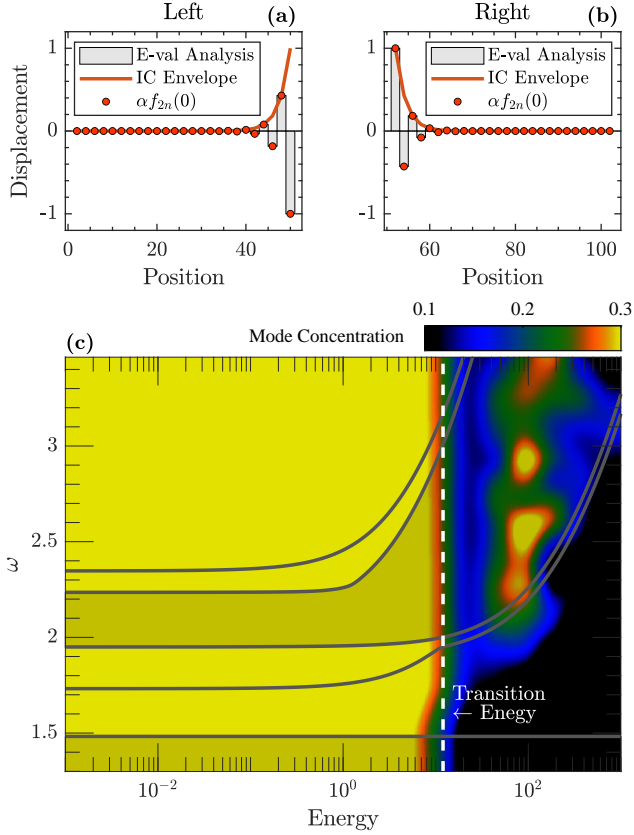 Left (a)
Right (b)
E-val Analysis
IC Envelope
αf₂ₙ(0)
E-val Analysis
IC Envelope
αf₂ₙ(0)
Displacement
1
0
-1
1
0
-1
0 20 40
60 80 100
Position
Position
0.1 0.2 0.3
(c) Mode Concentration
ω
3
2.5
2
1.5
Transition
← Enegy
10⁻² 10⁰ 10²
Energy